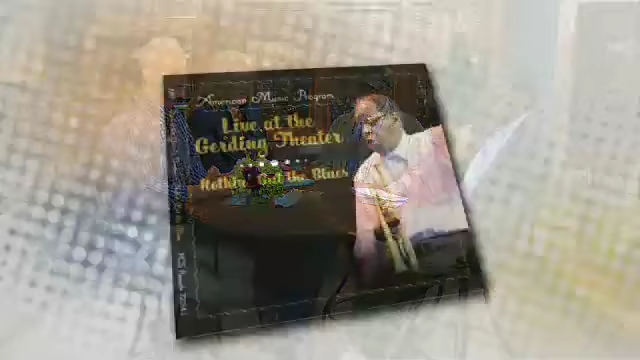 American Music Program
Live at the
Gerding Theater
Nothin' But the Blues